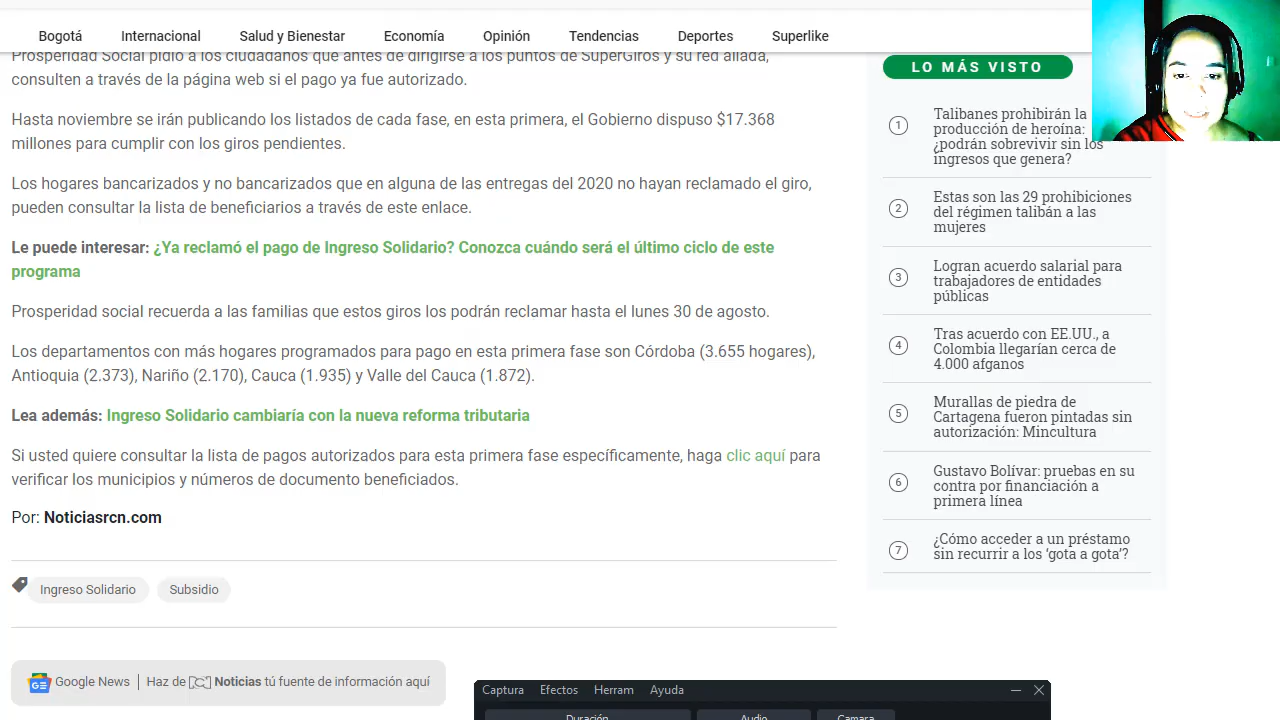 Bogotá Internacional Salud y Bienestar Economía Opinión Tendencias Deportes Superlike
Prosperidad Social pidió a los ciudadanos que antes de dirigirse a los puntos de SuperGiros y su red aliada,
consulten a través de la página web si el pago ya fue autorizado.
Hasta noviembre se irán publicando los listados de cada fase, en esta primera, el Gobierno dispuso $17.368
millones para cumplir con los giros pendientes.
Los hogares bancarizados y no bancarizados que en alguna de las entregas del 2020 no hayan reclamado el giro,
pueden consultar la lista de beneficiarios a través de este enlace.
Le puede interesar: ¿Ya reclamó el pago de Ingreso Solidario? Conozca cuándo será el último ciclo de este
programa
Prosperidad social recuerda a las familias que estos giros los podrán reclamar hasta el lunes 30 de agosto.
Los departamentos con más hogares programados para pago en esta primera fase son Córdoba (3.655 hogares),
Antioquia (2.373), Nariño (2.170), Cauca (1.935) y Valle del Cauca (1.872).
Lea además: Ingreso Solidario cambiaría con la nueva reforma tributaria
Si usted quiere consultar la lista de pagos autorizados para esta primera fase específicamente, haga clic aquí para
verificar los municipios y números de documento beneficiados.
Por: Noticiasrcn.com
Ingreso Solidario Subsidio
Google News | Haz de Noticias tú fuente de información aquí
LO MÁS VISTO
1 Talibanes prohibirán la
producción de heroína:
¿podrán sobrevivir sin los
ingresos que genera?
2 Estas son las 29 prohibiciones
del régimen talibán a las
mujeres
3 Logran acuerdo salarial para
trabajadores de entidades
públicas
4 Tras acuerdo con EE.UU., a
Colombia llegarían cerca de
4.000 afganos
5 Murallas de piedra de
Cartagena fueron pintadas sin
autorización: Mincultura
6 Gustavo Bolívar: pruebas en su
contra por financiación a
primera línea
7 ¿Cómo acceder a un préstamo
sin recurrir a los ‘gota a gota’?
Captura Efectos Herram Ayuda
Duración Audio Camara